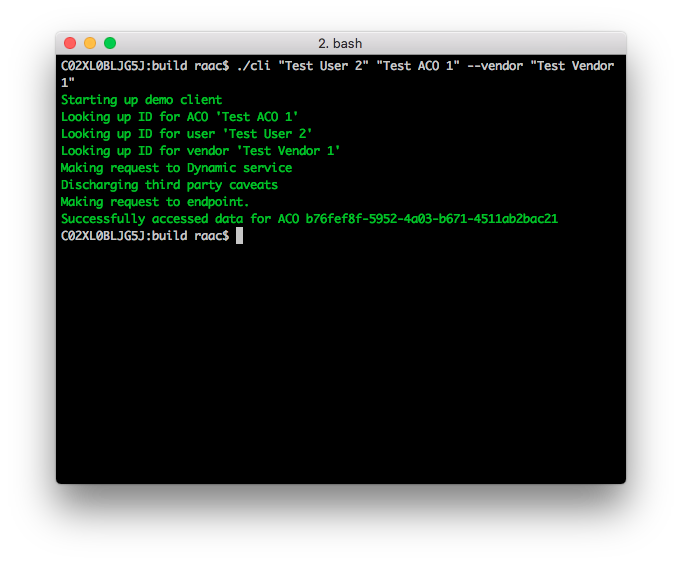 2. bash
C02XL0BLJG5J:build raac$ ./cli "Test User 2" "Test ACO 1" --vendor "Test Vendor
1"
Starting up demo client
Looking up ID for ACO 'Test ACO 1'
Looking up ID for user 'Test User 2'
Looking up ID for vendor 'Test Vendor 1'
Making request to Dynamic service
Discharging third party caveats
Making request to endpoint.
Successfully accessed data for ACO b76fef8f-5952-4a03-b671-4511ab2bac21
C02XL0BLJG5J:build raac$